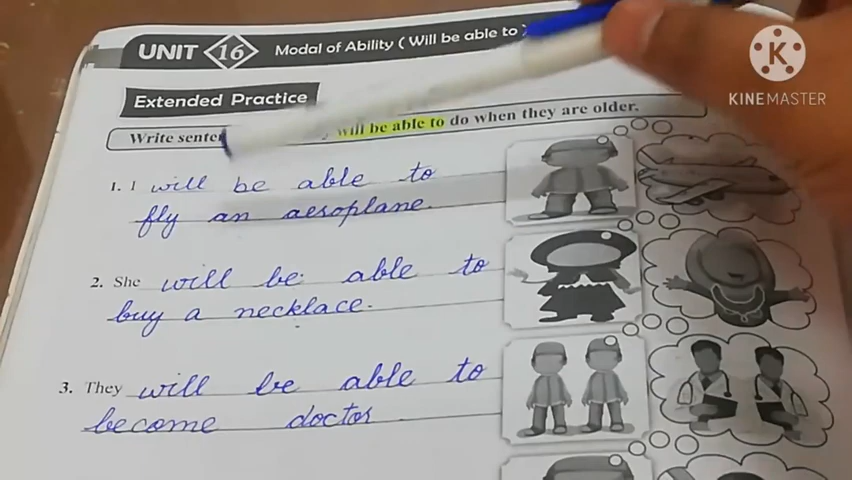 UNIT 16 Modal of Ability ( Will be able to )
KINEMASTER
Extended Practice
Write will be able to do when they are older.
1. I will be able to
fly an aesoplane.
2. She will be able to
buy a necklace.
3. They will be able to
become doctor